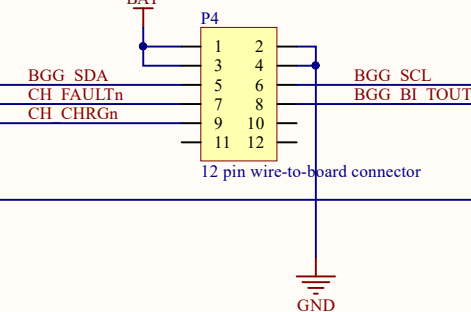 BAT
P4
1 2
3 4
BGG_SDA 5 6 BGG_SCL
CH_FAULTn 7 8 BGG_BI_TOUT
CH_CHRGn 9 10
11 12
12 pin wire-to-board connector
GND